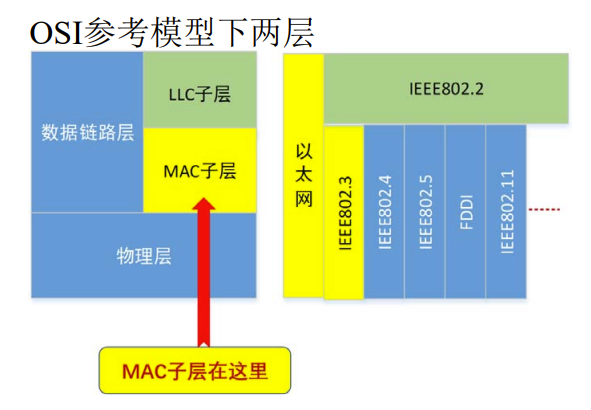 OSI参考模型下两层
数据链路层
LLC子层
MAC子层
物理层
MAC子层在这里
以太网
IEEE802.2
IEEE802.3
IEEE802.4
IEEE802.5
FDDI
IEEE802.11